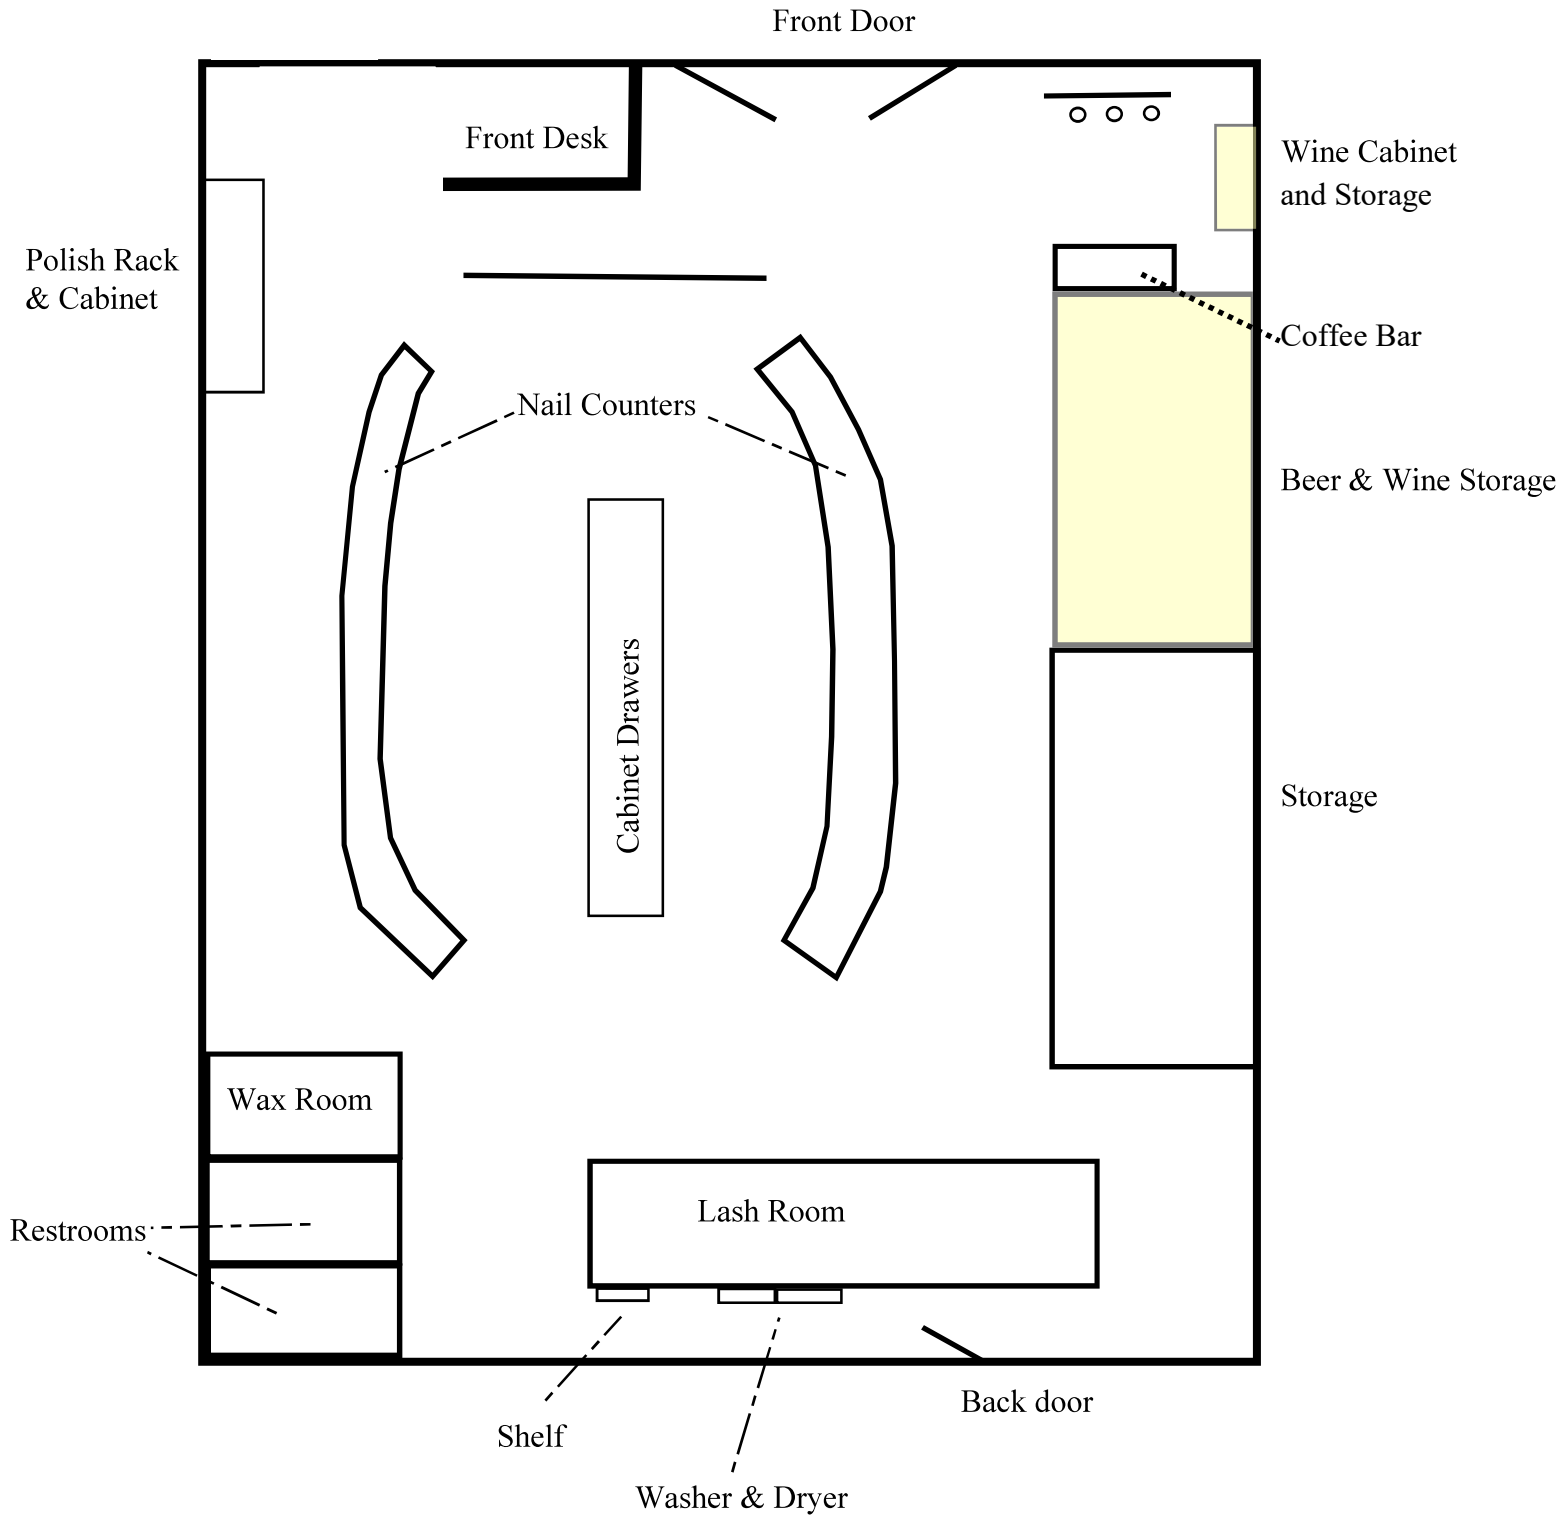 Front Door
Front Desk
Wine Cabinet
and Storage
Polish Rack
& Cabinet
Coffee Bar
Nail Counters
Beer & Wine Storage
Cabinet Drawers
Storage
Wax Room
Lash Room
Restrooms
Back door
Shelf
Washer & Dryer